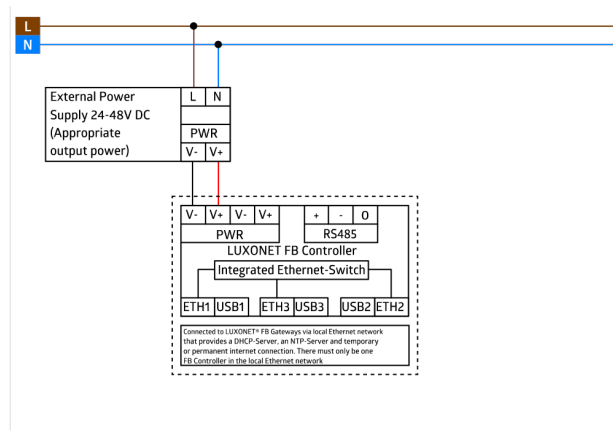 L
N
External Power
Supply 24-48V DC
(Appropriate
output power)
L N
PWR
V- V+
V- V+ V- V+
PWR
+ - 0
RS485
LUXONET FB Controller
Integrated Ethernet-Switch
ETH1 USB1 ETH3 USB3 USB2 ETH2
Connected to LUXONET® FB Gateways via local Ethernet network
that provides a DHCP-Server, an NTP-Server and temporary
or permanent internet connection. There must only be one
FB Controller in the local Ethernet network